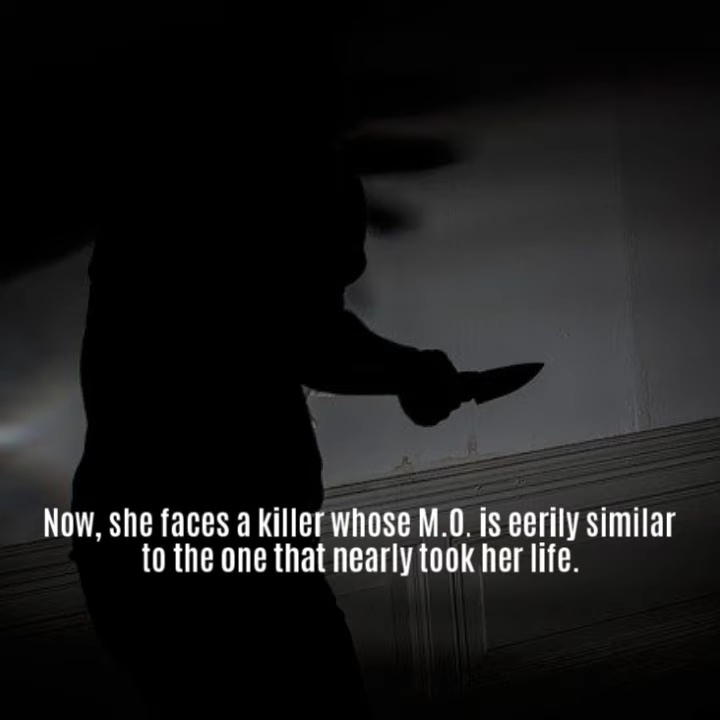 Now, she faces a killer whose M.O. is eerily similar
to the one that nearly took her life.